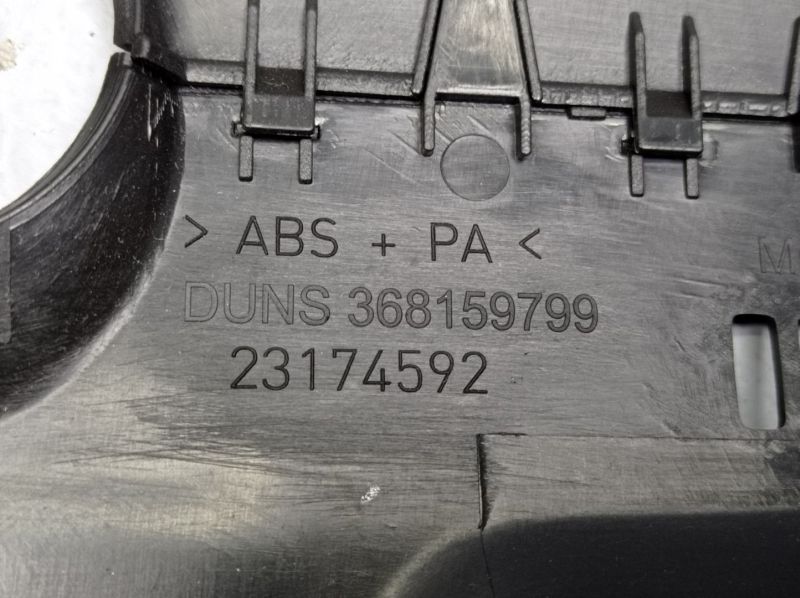 > ABS + PA <
DUNS 368159799
23174592